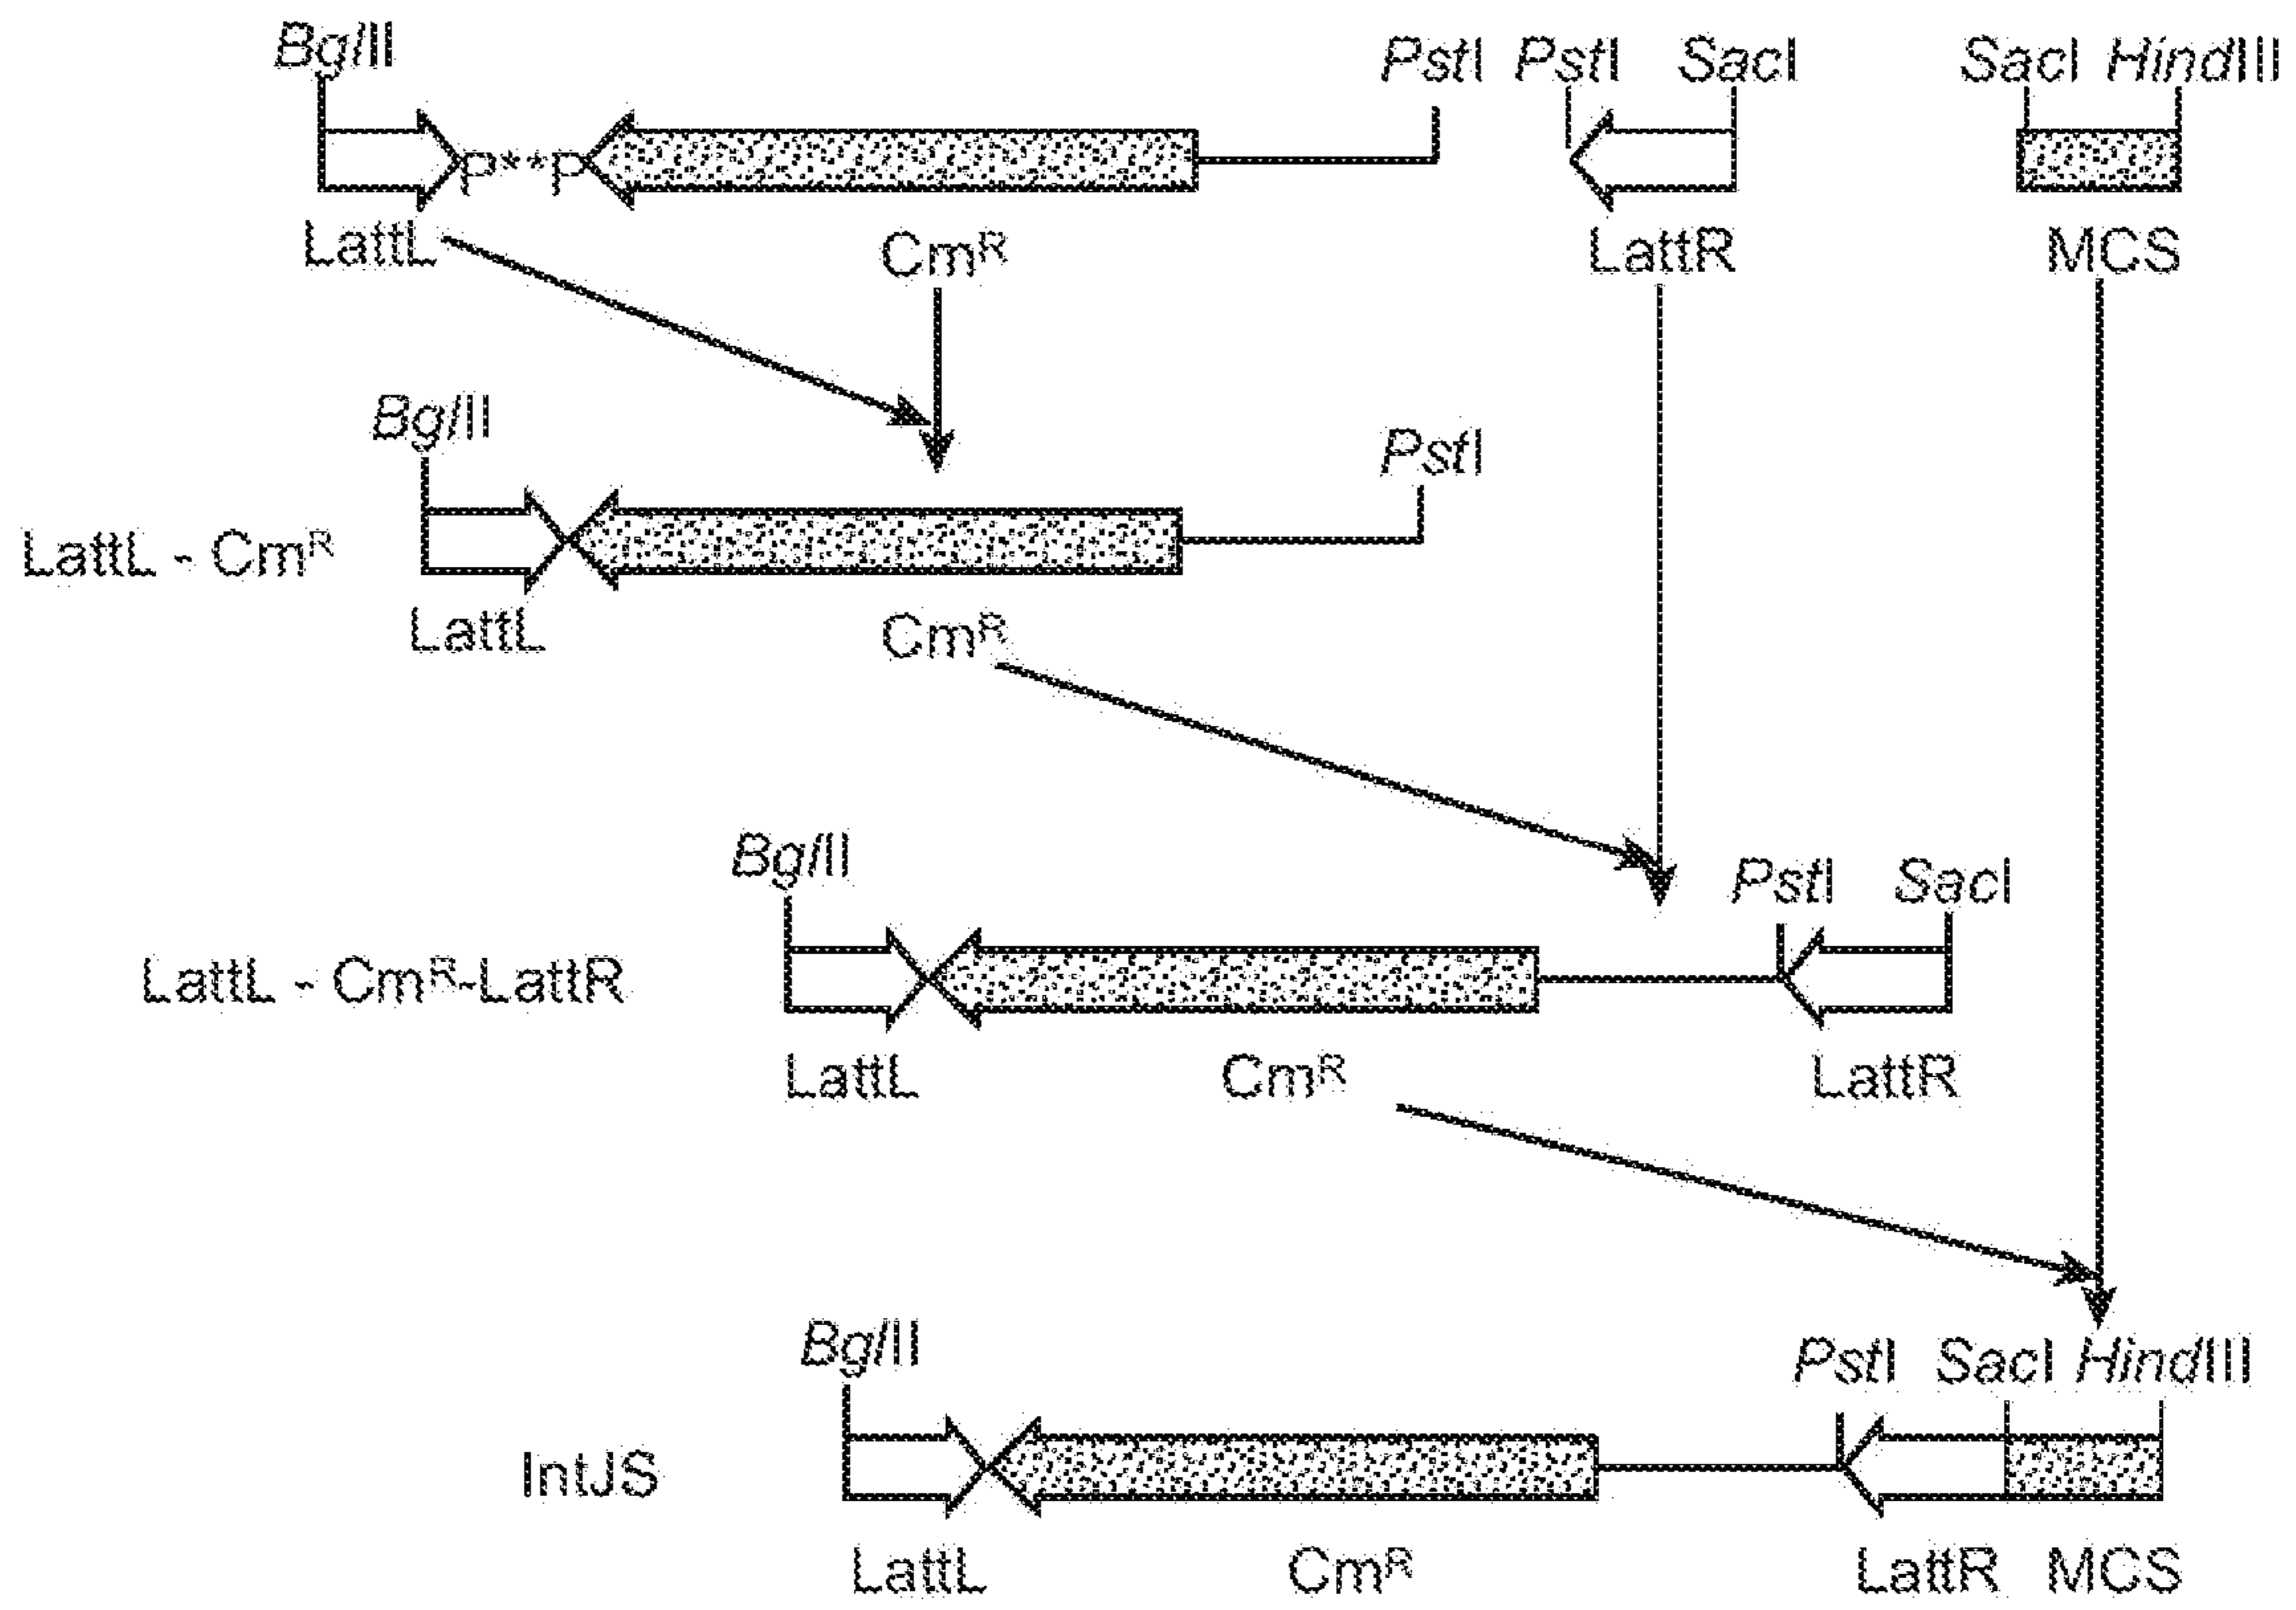 BglII PstI PstI SacI SacI HindIII
P**P
LattL CmR LattR MCS
BglII PstI
LattL - CmR
LattL CmR
BglII PstI SacI
LattL - CmR-LattR
LattL CmR LattR
BglII PstI SacI HindIII
IntJS
LattL CmR LattR MCS